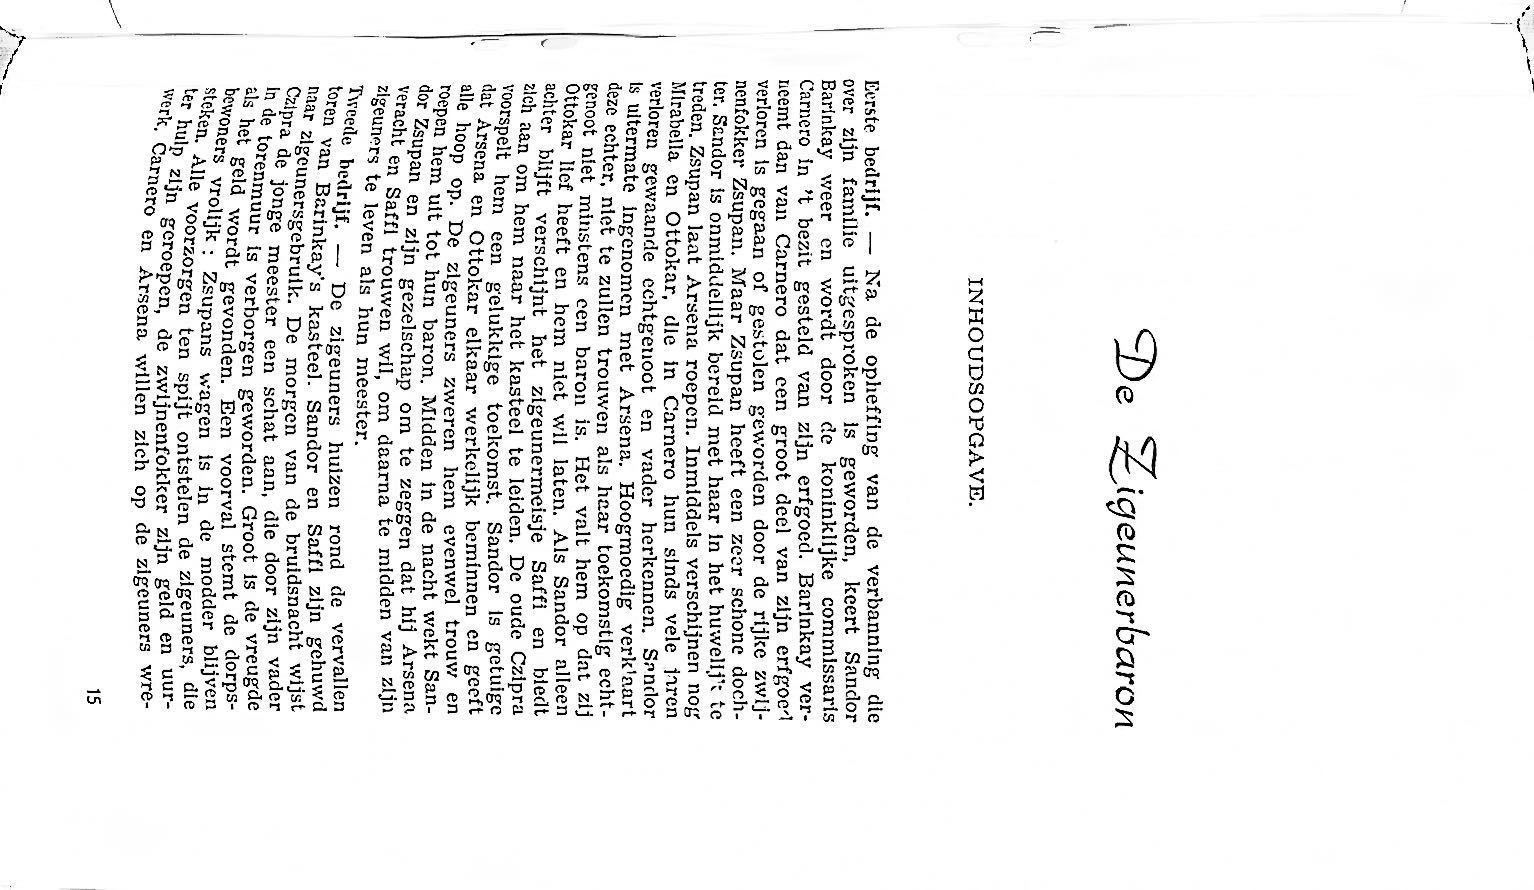 De Zigeunerbaron
INHOUDSOPGAVE.
Eerste bedrijf. — Na de opheffing van de verbanning die
over zijn familie uitgesproken is geworden, keert Sandor
Barinkay weer en wordt door de koninklijke commissaris
Carnero in 't bezit gesteld van zijn erfgoed. Barinkay ver-
neemt dan van Carnero dat een groot deel van zijn erfgoed
verloren is gegaan of gestolen geworden door de rijke zwij-
nenfokker Zsupan. Maar Zsupan heeft een zeer schone doch-
ter. Sandor is onmiddellijk bereid met haar in het huwelijk te
treden. Zsupan laat Arsena roepen. Inmiddels verschijnen nog
Mirabella en Ottokar, die in Carnero hun sinds vele jaren
verloren gewaande echtgenoot en vader herkennen. Sandor
is uitermate ingenomen met Arsena. Hoogmoedig verklaart
deze echter, niet te zullen trouwen als haar toekomstig echt-
genoot niet minstens een baron is. Het valt hem op dat zij
Ottokar lief heeft en hem niet wil laten. Als Sandor alleen
achter blijft verschijnt het zigeunermeisje Saffi en biedt
zich aan om hem naar het kasteel te leiden. De oude Czipra
voorspelt hem een gelukkige toekomst. Sandor is getuige
dat Arsena en Ottokar elkaar werkelijk beminnen en geeft
alle hoop op. De zigeuners zweren hem evenwel trouw en
roepen hem uit tot hun baron. Midden in de nacht wekt San-
dor Zsupan en zijn gezelschap om te zeggen dat hij Arsena
veracht en Saffi trouwen wil, om daarna te midden van zijn
zigeuners te leven als hun meester.
Tweede bedrijf. — De zigeuners huizen rond de vervallen
toren van Barinkay's kasteel. Sandor en Saffi zijn gehuwd
naar zigeunersgebruik. De morgen van de bruidsnacht wijst
Czipra de jonge meester een schat aan, die door zijn vader
in de torenmuur is verborgen geworden. Groot is de vreugde
als het geld wordt gevonden. Een voorval stemt de dorps-
bewoners vrolijk : Zsupans wagen is in de modder blijven
steken. Alle voorzorgen ten spijt ontstelen de zigeuners, die
ter hulp zijn geroepen, de zwijnenfokker zijn geld en uur-
werk. Carnero en Arsena willen zich op de zigeuners wre-
15